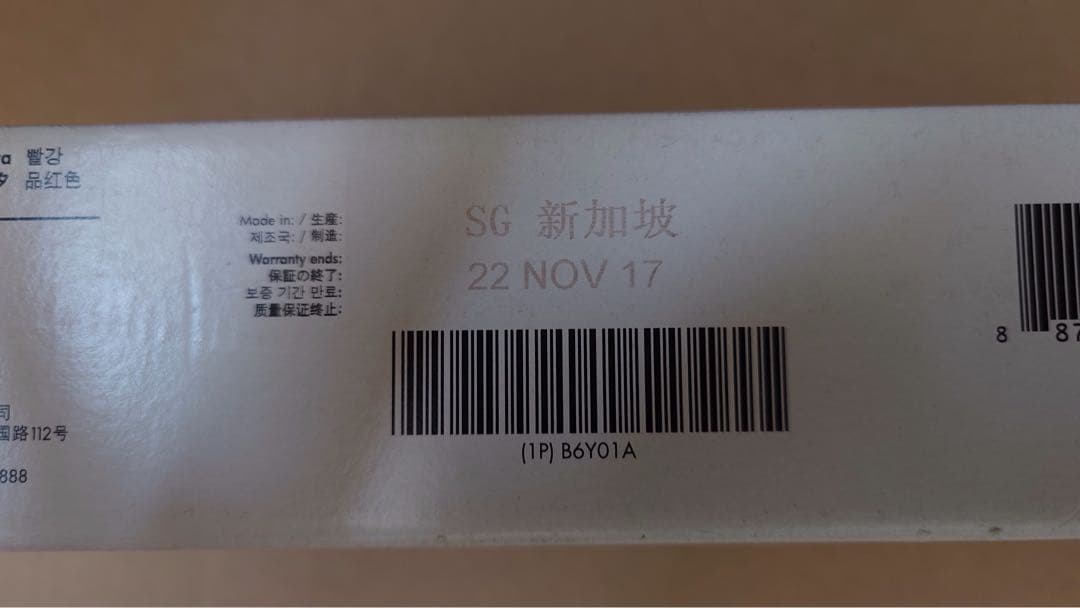 빨강
品红色
Made in: / 生産:
제조국: / 制造:
Warranty ends:
保証の終了:
보증 기간 만료:
质量保证终止:
SG 新加坡
22 NOV 17
(1P) B6Y01A
8 87
司
国路112号
888